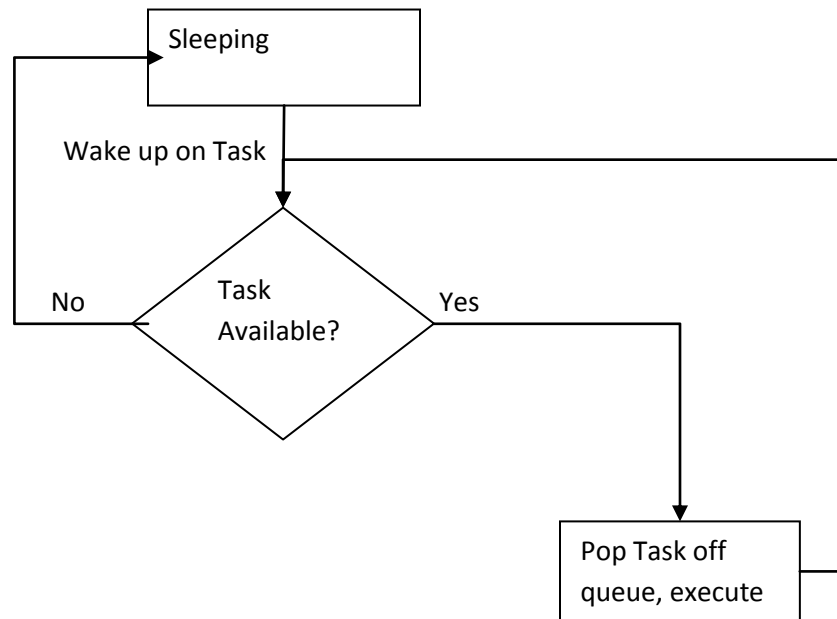 Sleeping
Wake up on Task
Task
Available?
No
Yes
Pop Task off
queue, execute